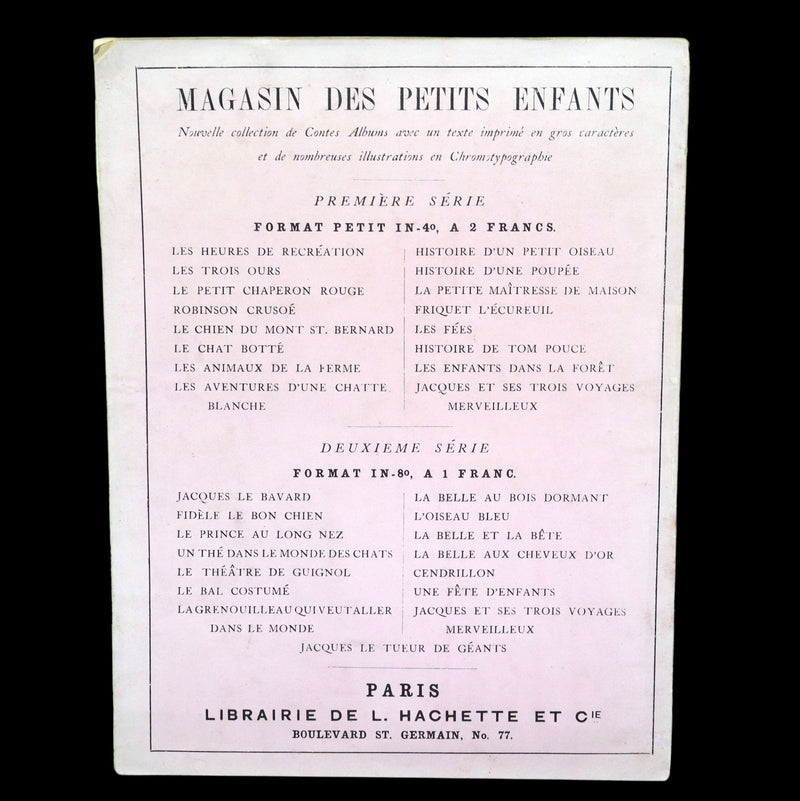 MAGASIN DES PETITS ENFANTS
Nouvelle collection de Contes Albums avec un texte imprimé en gros caractères
et de nombreuses illustrations en Chromotypographie
PREMIÈRE SÉRIE
FORMAT PETIT IN-4o, A 2 FRANCS.
LES HEURES DE RECRÉATION
LES TROIS OURS
LE PETIT CHAPERON ROUGE
ROBINSON CRUSOÉ
LE CHIEN DU MONT ST. BERNARD
LE CHAT BOTTÉ
LES ANIMAUX DE LA FERME
LES AVENTURES D'UNE CHATTE
BLANCHE
HISTOIRE D'UN PETIT OISEAU
HISTOIRE D'UNE POUPÉE
LA PETITE MAÎTRESSE DE MAISON
FRIQUET L'ÉCUREUIL
LES FÉES
HISTOIRE DE TOM POUCE
LES ENFANTS DANS LA FORÊT
JACQUES ET SES TROIS VOYAGES
MERVEILLEUX
DEUXIEME SÉRIE
FORMAT IN-8o, A 1 FRANC.
JACQUES LE BAVARD
FIDÈLE LE BON CHIEN
LE PRINCE AU LONG NEZ
UN THÉ DANS LE MONDE DES CHATS
LE THÉÂTRE DE GUIGNOL
LE BAL COSTUMÉ
LA GRENOUILLE AU QUI VEUT ALLER
DANS LE MONDE
LA BELLE AU BOIS DORMANT
L'OISEAU BLEU
LA BELLE ET LA BÊTE
LA BELLE AUX CHEVEUX D'OR
CENDRILLON
UNE FÊTE D'ENFANTS
JACQUES ET SES TROIS VOYAGES
MERVEILLEUX
JACQUES LE TUEUR DE GÉANTS
PARIS
LIBRAIRIE DE L. HACHETTE ET CIE
BOULEVARD ST. GERMAIN, No. 77.